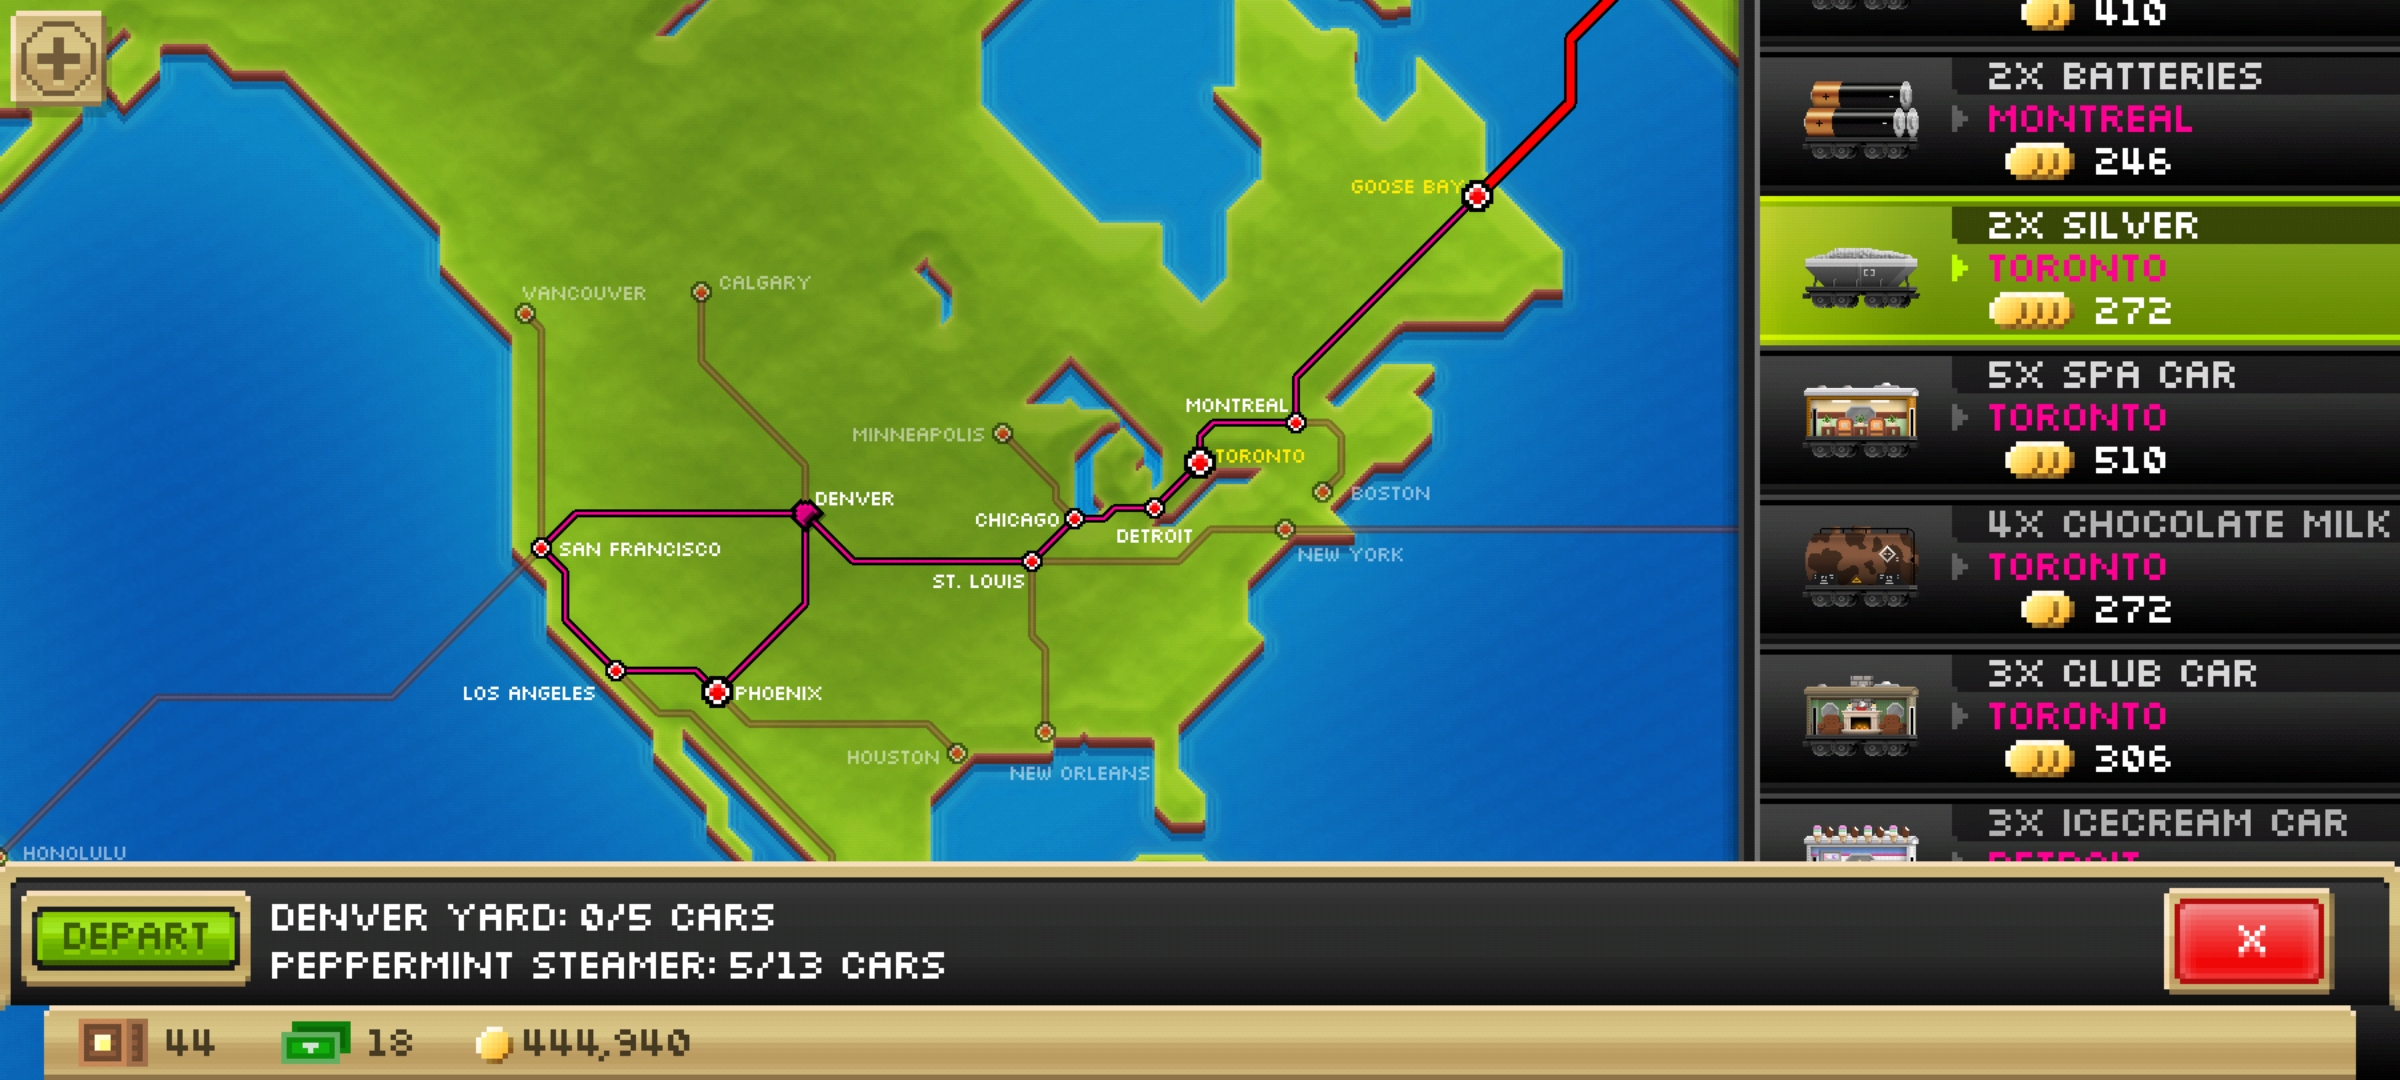 GOOSE BAY
VANCOUVER
CALGARY
MONTREAL
MINNEAPOLIS
TORONTO
BOSTON
DENVER
CHICAGO
DETROIT
SAN FRANCISCO
NEW YORK
ST. LOUIS
LOS ANGELES
PHOENIX
HOUSTON
NEW ORLEANS
HONOLULU
410
2X BATTERIES
MONTREAL
246
2X SILVER
TORONTO
272
5X SPA CAR
TORONTO
510
4X CHOCOLATE MILK
TORONTO
272
3X CLUB CAR
TORONTO
306
3X ICECREAM CAR
DETROIT
DEPART
DENVER YARD: 0/5 CARS
PEPPERMINT STEAMER: 5/13 CARS
X
44
18
444,940